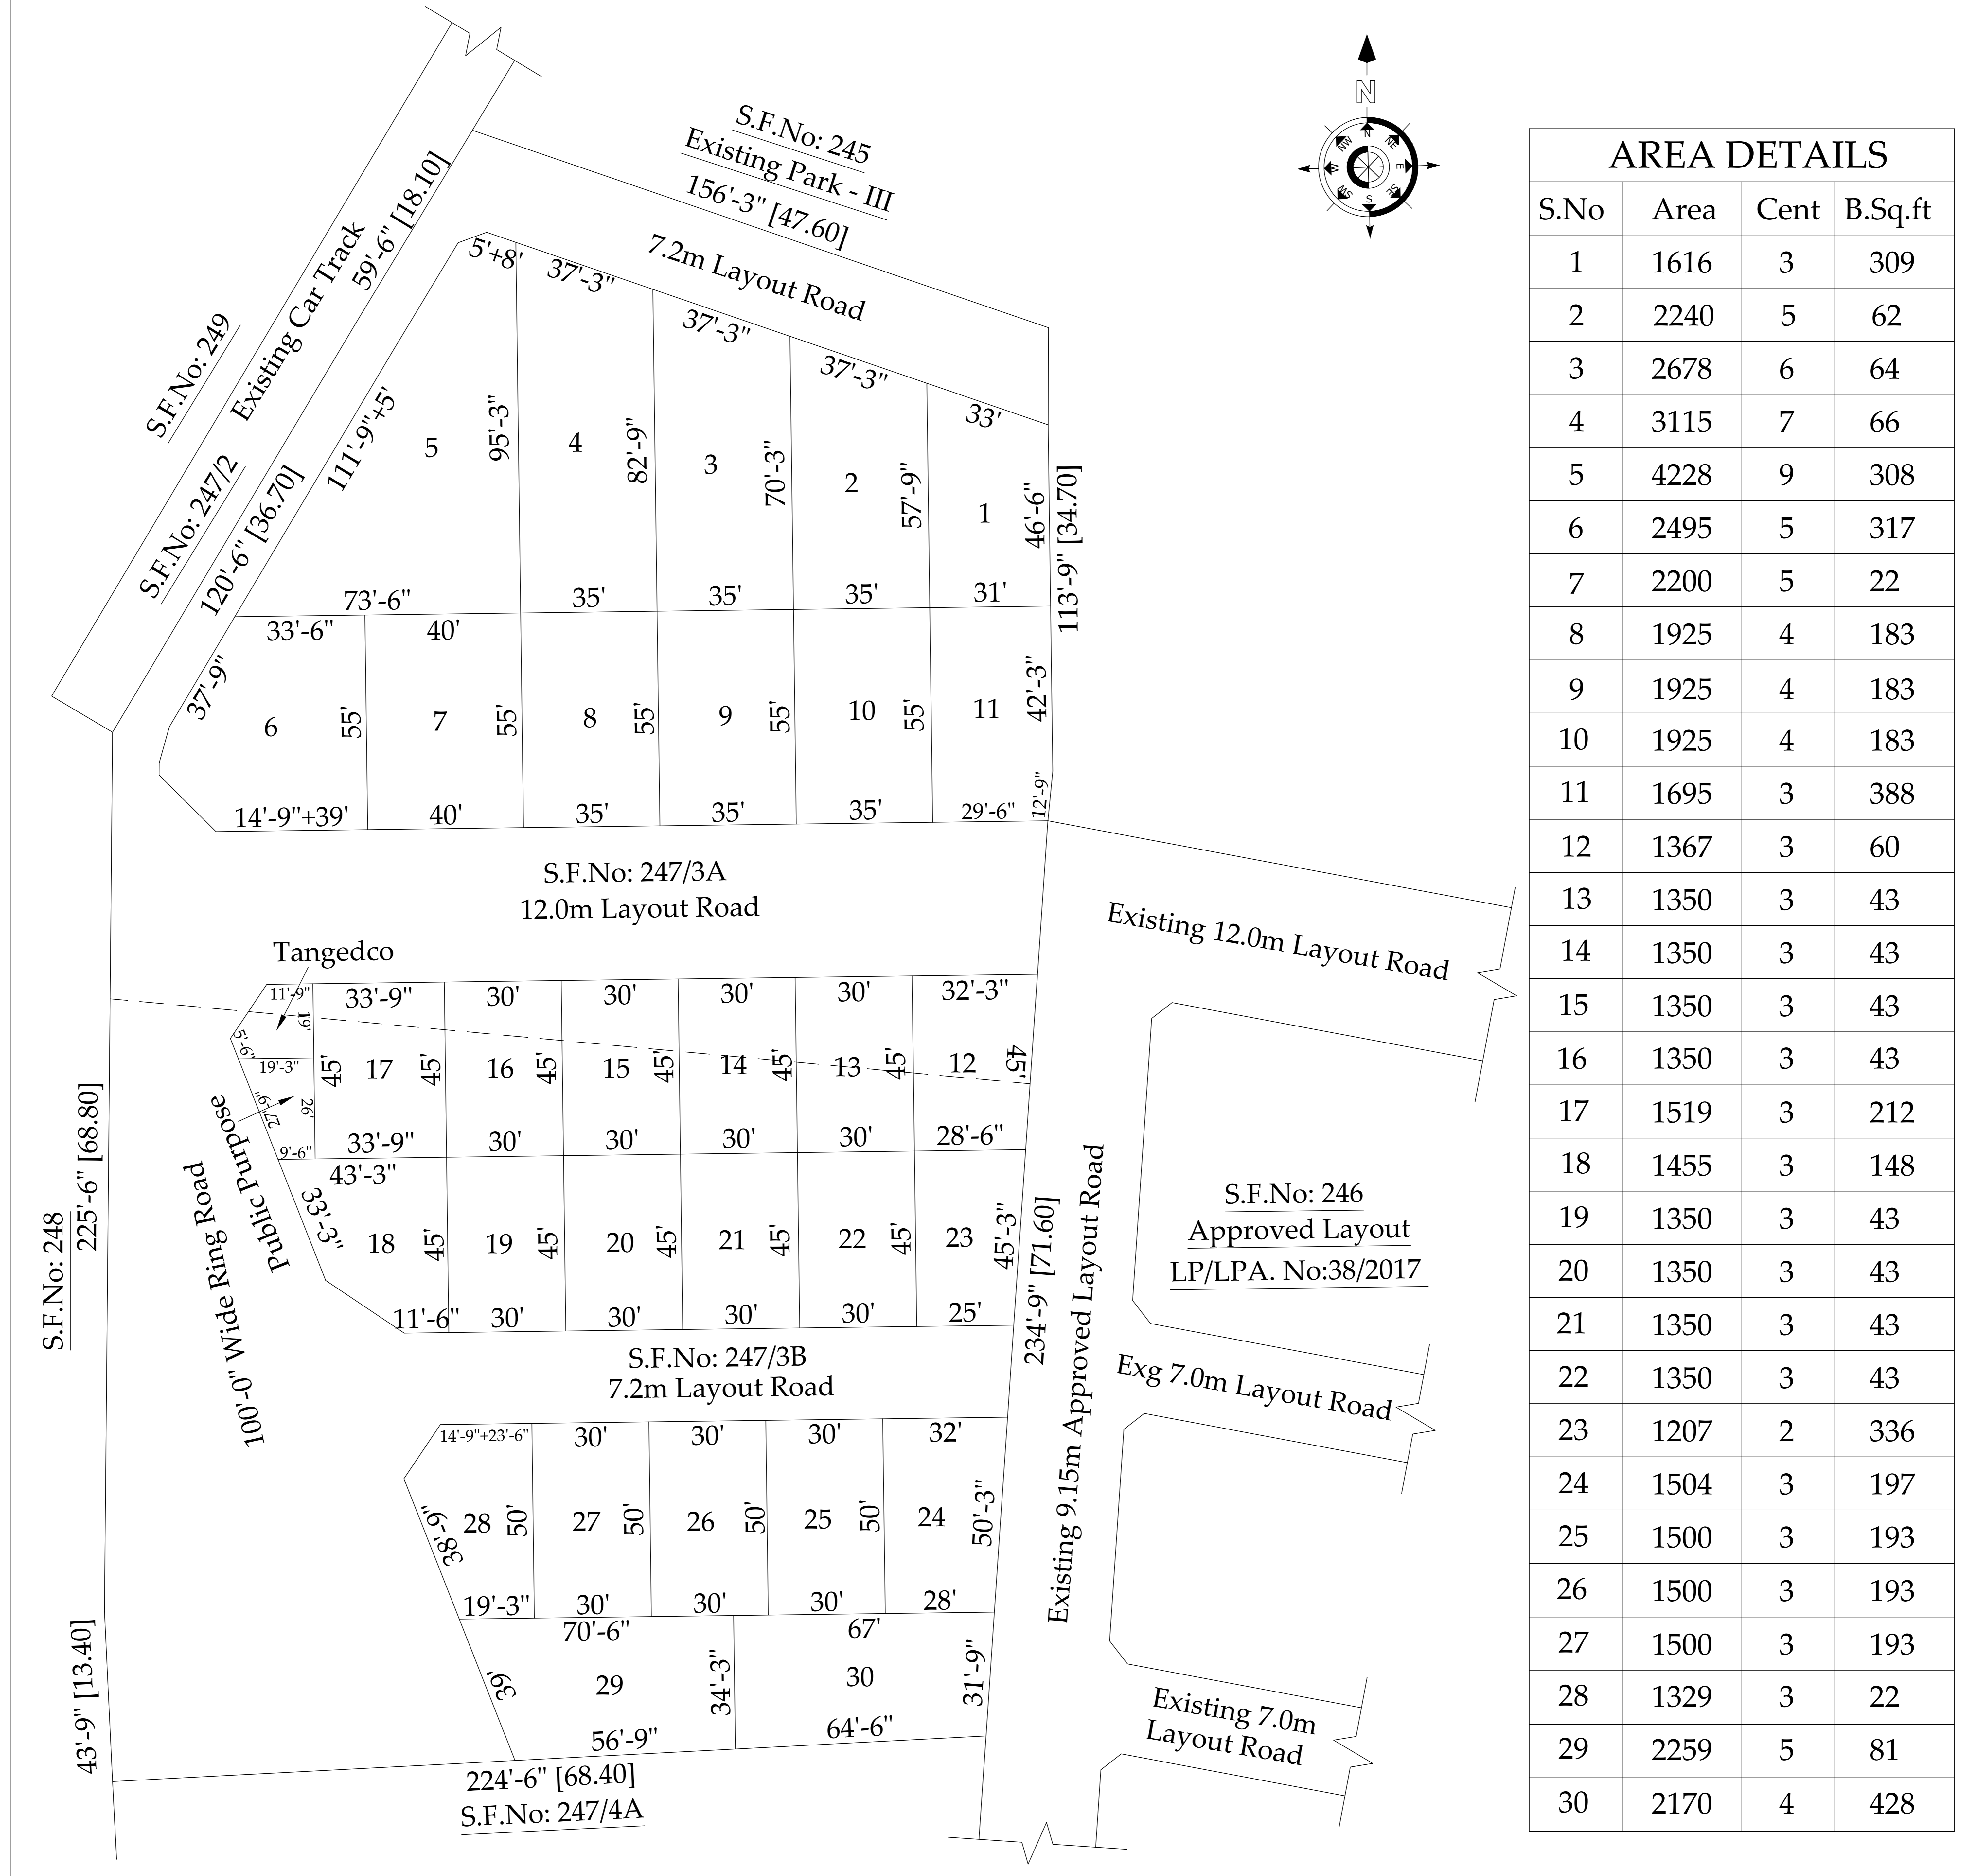 S.F.No: 245
Existing Park - III
156'-3" [47.60]
7.2m Layout Road
N
N
NE
E
SE
S
SW
W
NW
S.F.No: 249
Existing Car Track
59'-6" [18.10]
S.F.No: 247/2
120'-6" [36.70]
111'-9"+5'
5'+8'
37'-3"
37'-3"
37'-3"
33'
5
95'-3"
4
82'-9"
3
70'-3"
2
57'-9"
1
46'-6"
113'-9" [34.70]
73'-6"
35'
35'
35'
31'
33'-6"
40'
37'-9"
6
55'
7
55'
8
55'
9
55'
10
55'
11
42'-3"
12'-9"
14'-9"+39'
40'
35'
35'
35'
29'-6"
S.F.No: 247/3A
12.0m Layout Road
Existing 12.0m Layout Road
Tangedco
11'-9"
33'-9"
30'
30'
30'
30'
32'-3"
19'
5'-6"
19'-3"
45'
17
45'
16
45'
15
45'
14
45'
13
45'
12
45'
27'-9"
26'
9'-6"
33'-9"
30'
30'
30'
30'
28'-6"
Public Purpose
100'-0" Wide Ring Road
43'-3"
33'-3"
18
45'
19
45'
20
45'
21
45'
22
45'
23
45'-3"
11'-6"
30'
30'
30'
30'
25'
S.F.No: 248
225'-6" [68.80]
234'-9" [71.60]
Existing 9.15m Approved Layout Road
S.F.No: 246
Approved Layout
LP/LPA. No:38/2017
S.F.No: 247/3B
7.2m Layout Road
Exg 7.0m Layout Road
14'-9"+23'-6"
30'
30'
30'
32'
38'-9"
28
50'
27
50'
26
50'
25
50'
24
50'-3"
19'-3"
30'
30'
30'
28'
70'-6"
67'
39'
29
34'-3"
30
31'-9"
56'-9"
64'-6"
43'-9" [13.40]
Existing 7.0m
Layout Road
224'-6" [68.40]
S.F.No: 247/4A
AREA DETAILS
S.No Area Cent B.Sq.ft
1 1616 3 309
2 2240 5 62
3 2678 6 64
4 3115 7 66
5 4228 9 308
6 2495 5 317
7 2200 5 22
8 1925 4 183
9 1925 4 183
10 1925 4 183
11 1695 3 388
12 1367 3 60
13 1350 3 43
14 1350 3 43
15 1350 3 43
16 1350 3 43
17 1519 3 212
18 1455 3 148
19 1350 3 43
20 1350 3 43
21 1350 3 43
22 1350 3 43
23 1207 2 336
24 1504 3 197
25 1500 3 193
26 1500 3 193
27 1500 3 193
28 1329 3 22
29 2259 5 81
30 2170 4 428